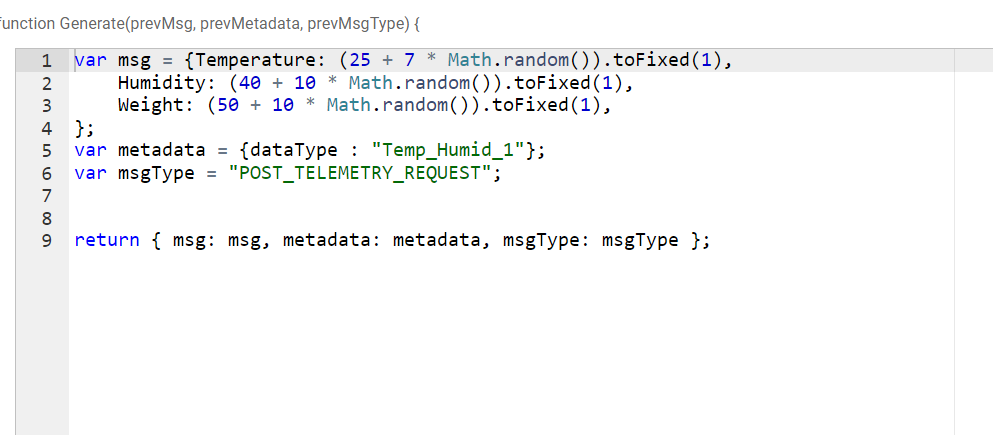 function Generate(prevMsg, prevMetadata, prevMsgType) {
1 var msg = {Temperature: (25 + 7 * Math.random()).toFixed(1),
2 Humidity: (40 + 10 * Math.random()).toFixed(1),
3 Weight: (50 + 10 * Math.random()).toFixed(1),
4 };
5 var metadata = {dataType : "Temp_Humid_1"};
6 var msgType = "POST_TELEMETRY_REQUEST";
7
8
9 return { msg: msg, metadata: metadata, msgType: msgType };